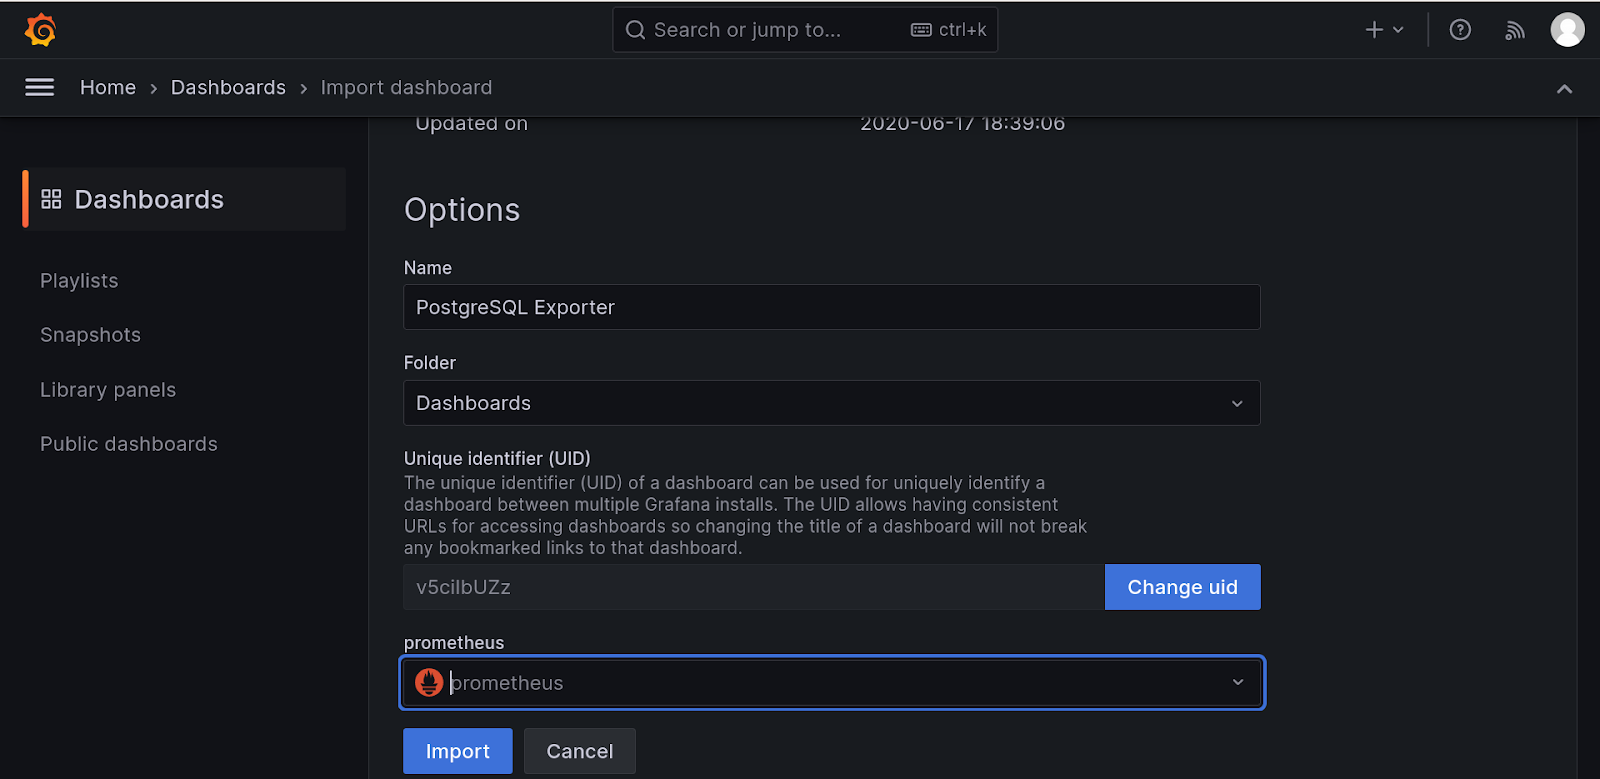 Search or jump to...
ctrl+k
Home › Dashboards › Import dashboard
Updated on 2020-06-17 18:39:06
Dashboards
Playlists
Snapshots
Library panels
Public dashboards
Options
Name
PostgreSQL Exporter
Folder
Dashboards
Unique identifier (UID)
The unique identifier (UID) of a dashboard can be used for uniquely identify a
dashboard between multiple Grafana installs. The UID allows having consistent
URLs for accessing dashboards so changing the title of a dashboard will not break
any bookmarked links to that dashboard.
v5cilbUZz
Change uid
prometheus
prometheus
Import
Cancel